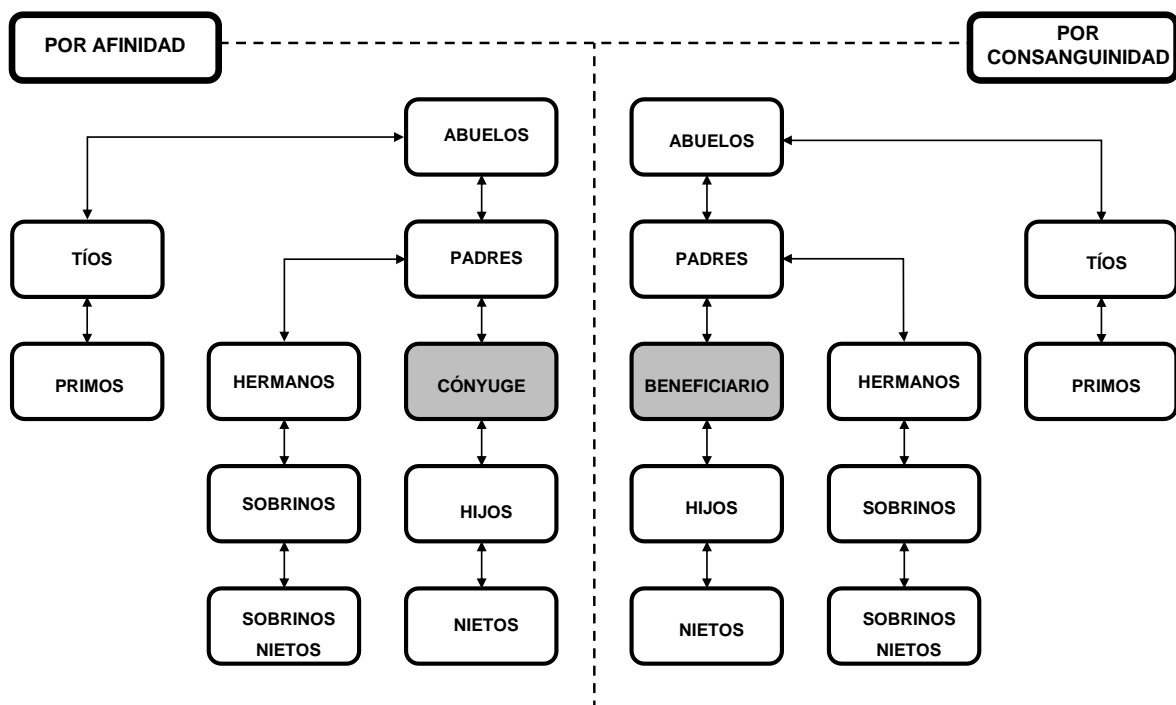 POR AFINIDAD
POR
CONSANGUINIDAD
ABUELOS
ABUELOS
TÍOS
PADRES
PADRES
TÍOS
PRIMOS
HERMANOS
CÓNYUGE
BENEFICIARIO
HERMANOS
PRIMOS
SOBRINOS
HIJOS
HIJOS
SOBRINOS
SOBRINOS
NIETOS
NIETOS
NIETOS
SOBRINOS
NIETOS